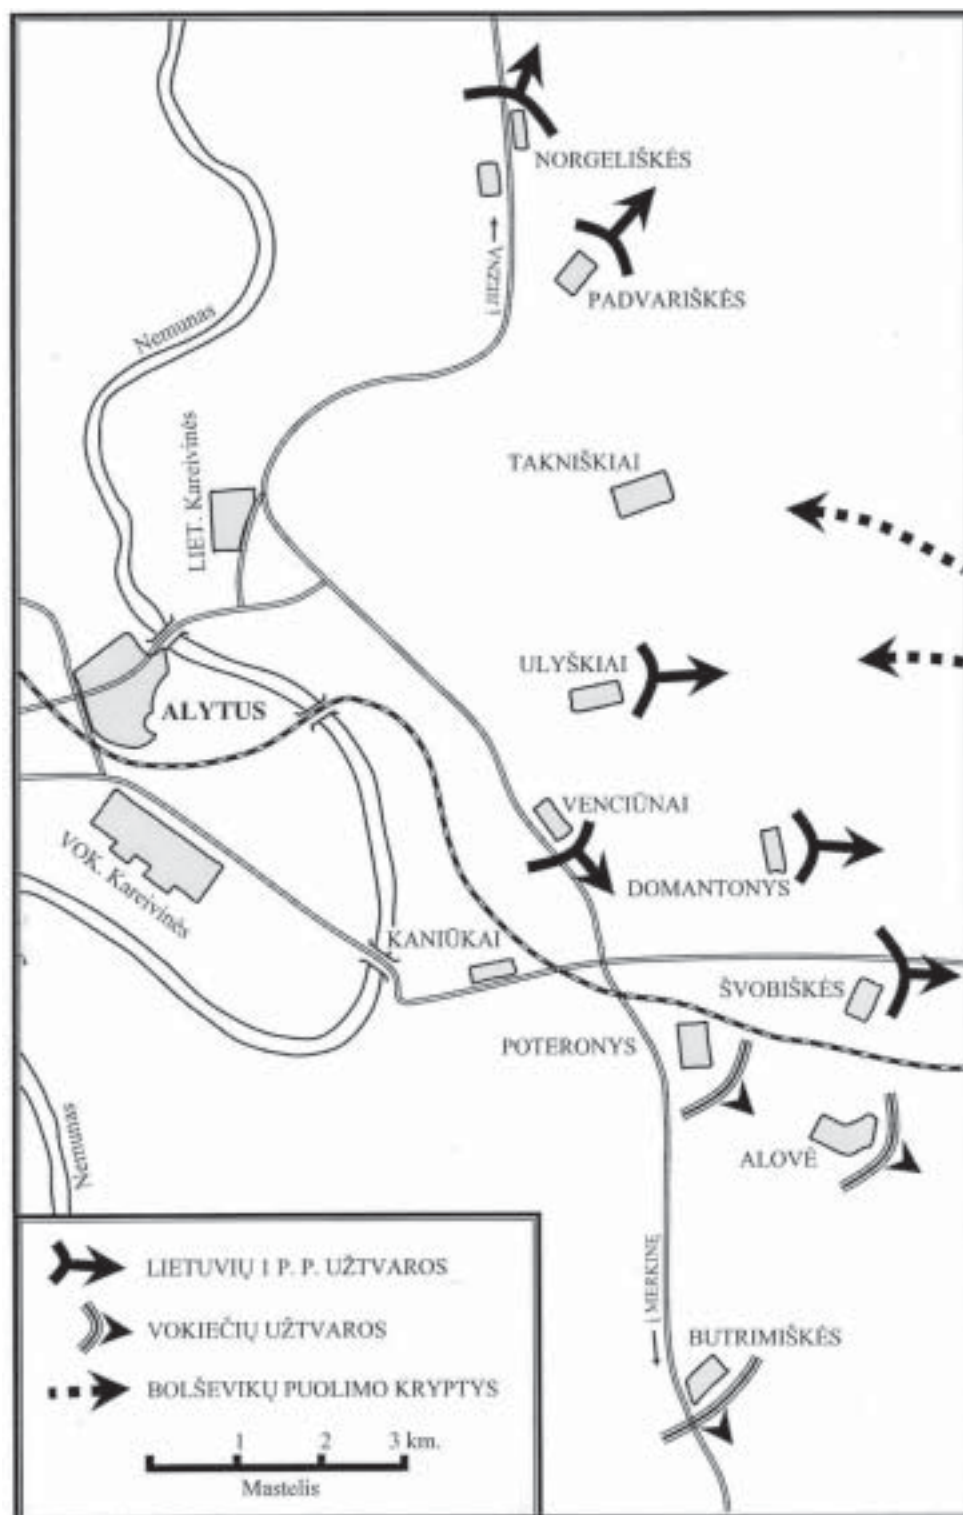 NORGELIŠKĖS
Į JIEZNĄ
PADVARIŠKĖS
Nemunas
TAKNIŠKIAI
LIET. Kareivinės
ULYŠKIAI
ALYTUS
VENCIŪNAI
VOK. Kareivinės
DOMANTONYS
KANIŪKAI
ŠVOBIŠKĖS
POTERONYS
ALOVĖ
Nemunas
Į MERKINĘ
BUTRIMIŠKĖS
LIETUVIŲ I P. P. UŽTVAROS
VOKIEČIŲ UŽTVAROS
BOLŠEVIKŲ PUOLIMO KRYPTYS
1 2 3 km.
Mastelis